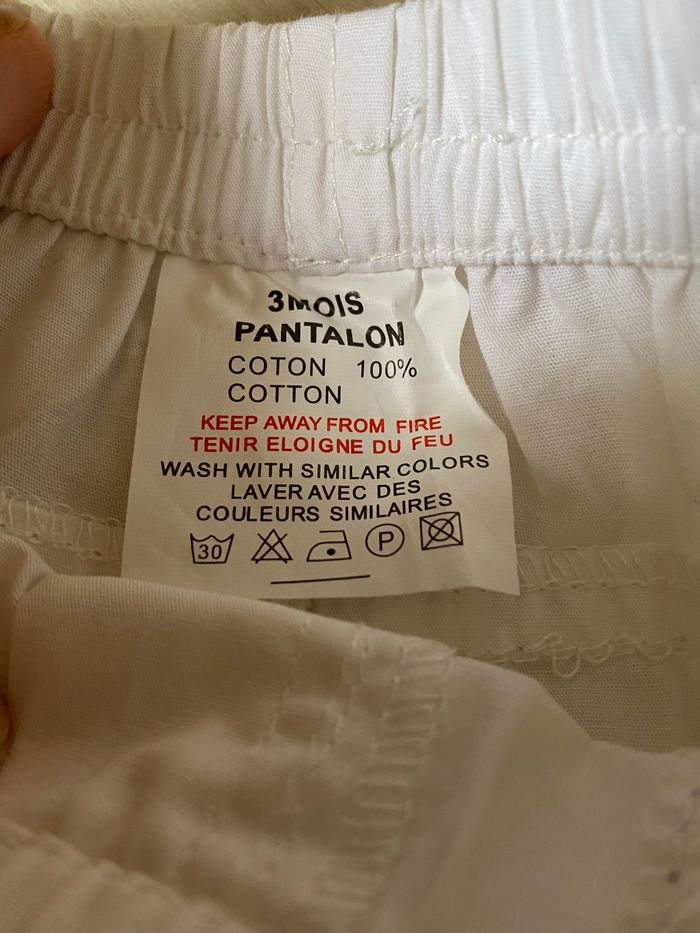 3MOIS
PANTALON
COTON 100%
COTTON
KEEP AWAY FROM FIRE
TENIR ELOIGNE DU FEU
WASH WITH SIMILAR COLORS
LAVER AVEC DES
COULEURS SIMILAIRES
30 P